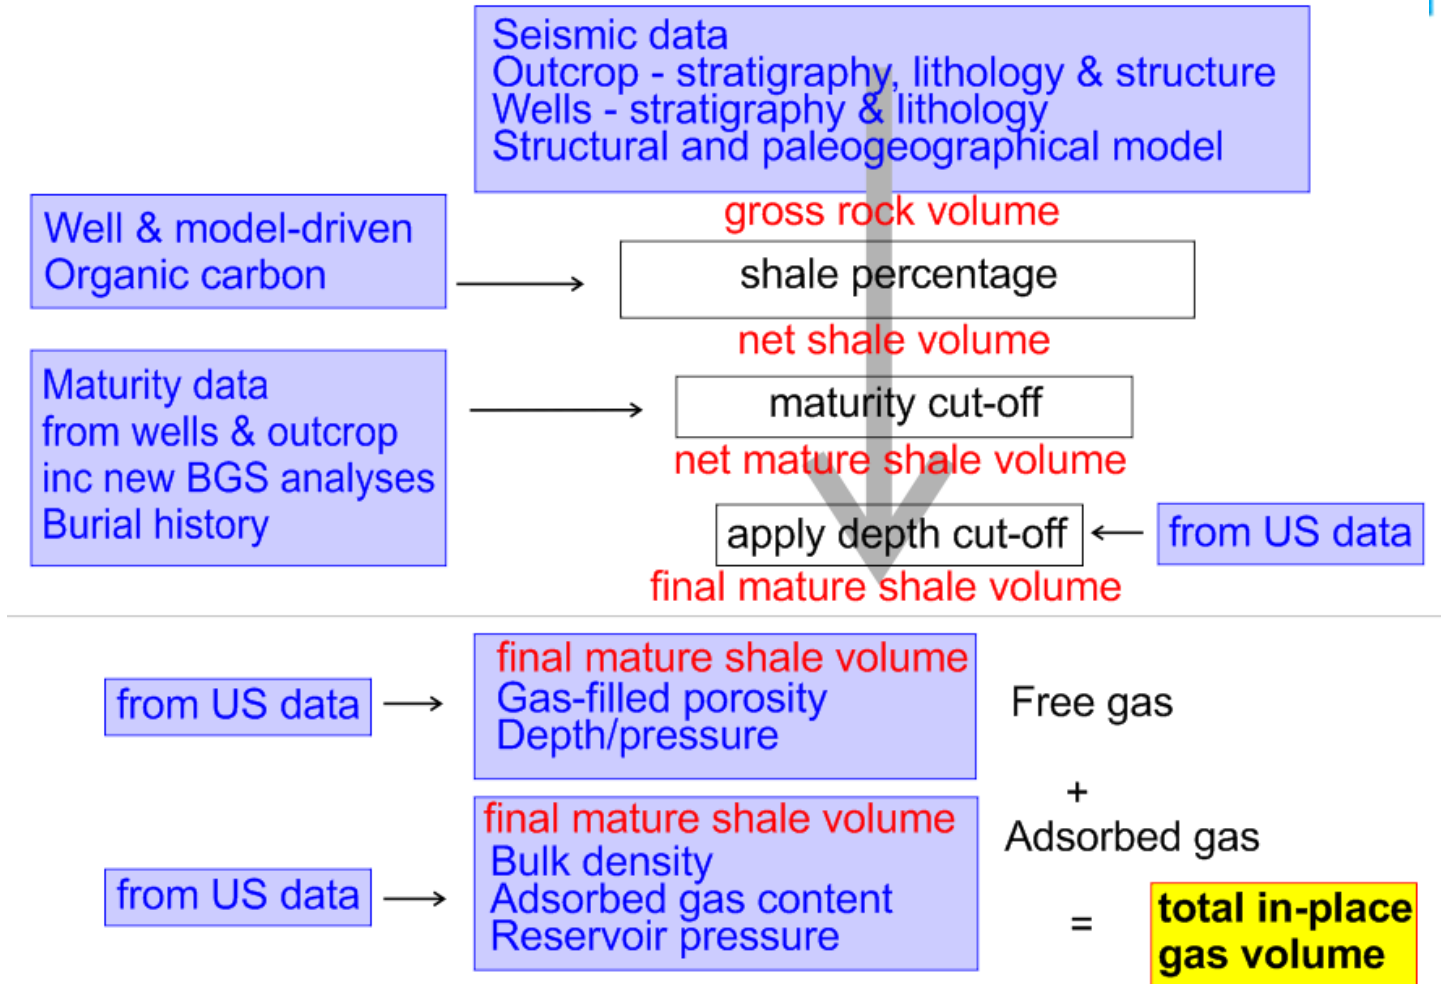 Seismic data
Outcrop - stratigraphy, lithology & structure
Wells - stratigraphy & lithology
Structural and paleogeographical model
gross rock volume
Well & model-driven
Organic carbon
shale percentage
net shale volume
Maturity data
from wells & outcrop
inc new BGS analyses
Burial history
maturity cut-off
net mature shale volume
apply depth cut-off
from US data
final mature shale volume
from US data
final mature shale volume
Gas-filled porosity
Depth/pressure
Free gas
+
from US data
final mature shale volume
Bulk density
Adsorbed gas content
Reservoir pressure
Adsorbed gas
=
total in-place
gas volume